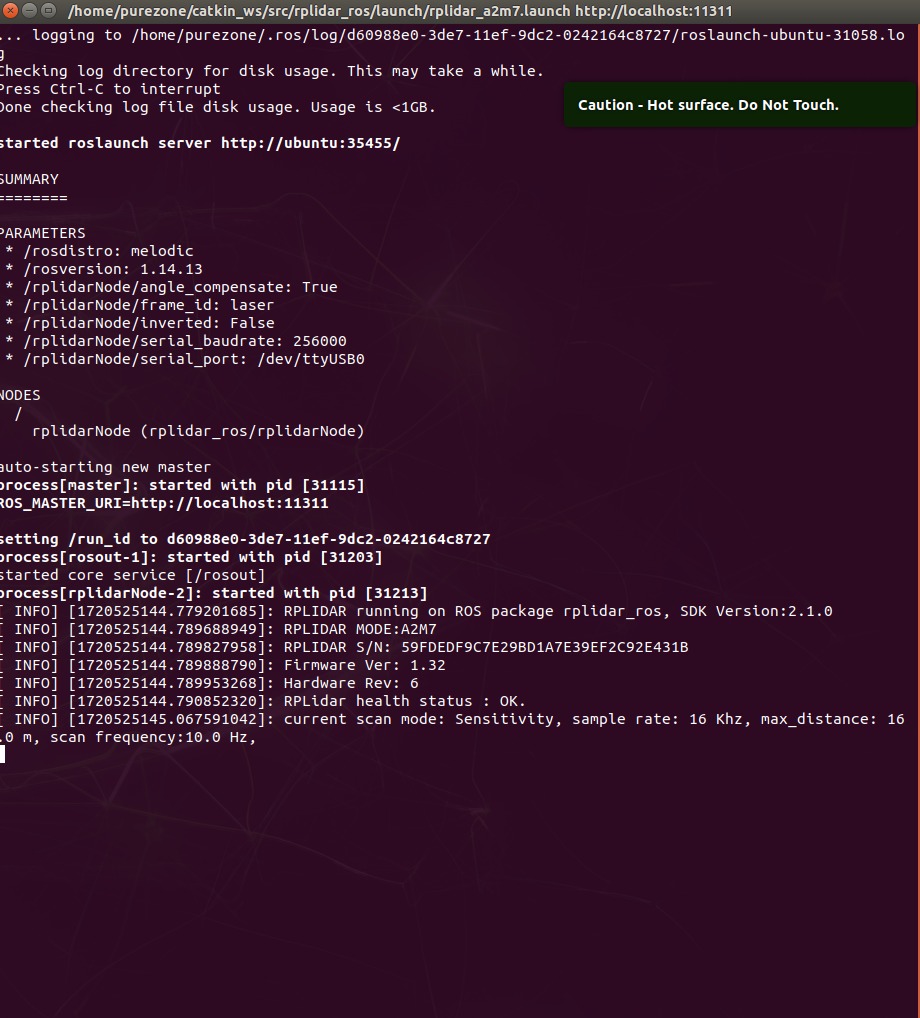 /home/purezone/catkin_ws/src/rplidar_ros/launch/rplidar_a2m7.launch http://localhost:11311
... logging to /home/purezone/.ros/log/d60988e0-3de7-11ef-9dc2-0242164c8727/roslaunch-ubuntu-31058.lo
g
Checking log directory for disk usage. This may take a while.
Press Ctrl-C to interrupt
Done checking log file disk usage. Usage is <1GB.
Caution - Hot surface. Do Not Touch.
started roslaunch server http://ubuntu:35455/
SUMMARY
========
PARAMETERS
* /rosdistro: melodic
* /rosversion: 1.14.13
* /rplidarNode/angle_compensate: True
* /rplidarNode/frame_id: laser
* /rplidarNode/inverted: False
* /rplidarNode/serial_baudrate: 256000
* /rplidarNode/serial_port: /dev/ttyUSB0
NODES
/
rplidarNode (rplidar_ros/rplidarNode)
auto-starting new master
process[master]: started with pid [31115]
ROS_MASTER_URI=http://localhost:11311
setting /run_id to d60988e0-3de7-11ef-9dc2-0242164c8727
process[rosout-1]: started with pid [31203]
started core service [/rosout]
process[rplidarNode-2]: started with pid [31213]
[ INFO] [1720525144.779201685]: RPLIDAR running on ROS package rplidar_ros, SDK Version:2.1.0
[ INFO] [1720525144.789688949]: RPLIDAR MODE:A2M7
[ INFO] [1720525144.789827958]: RPLIDAR S/N: 59FDEDF9C7E29BD1A7E39EF2C92E431B
[ INFO] [1720525144.789888790]: Firmware Ver: 1.32
[ INFO] [1720525144.789953268]: Hardware Rev: 6
[ INFO] [1720525144.790852320]: RPLidar health status : OK.
[ INFO] [1720525145.067591042]: current scan mode: Sensitivity, sample rate: 16 Khz, max_distance: 16
.0 m, scan frequency:10.0 Hz,